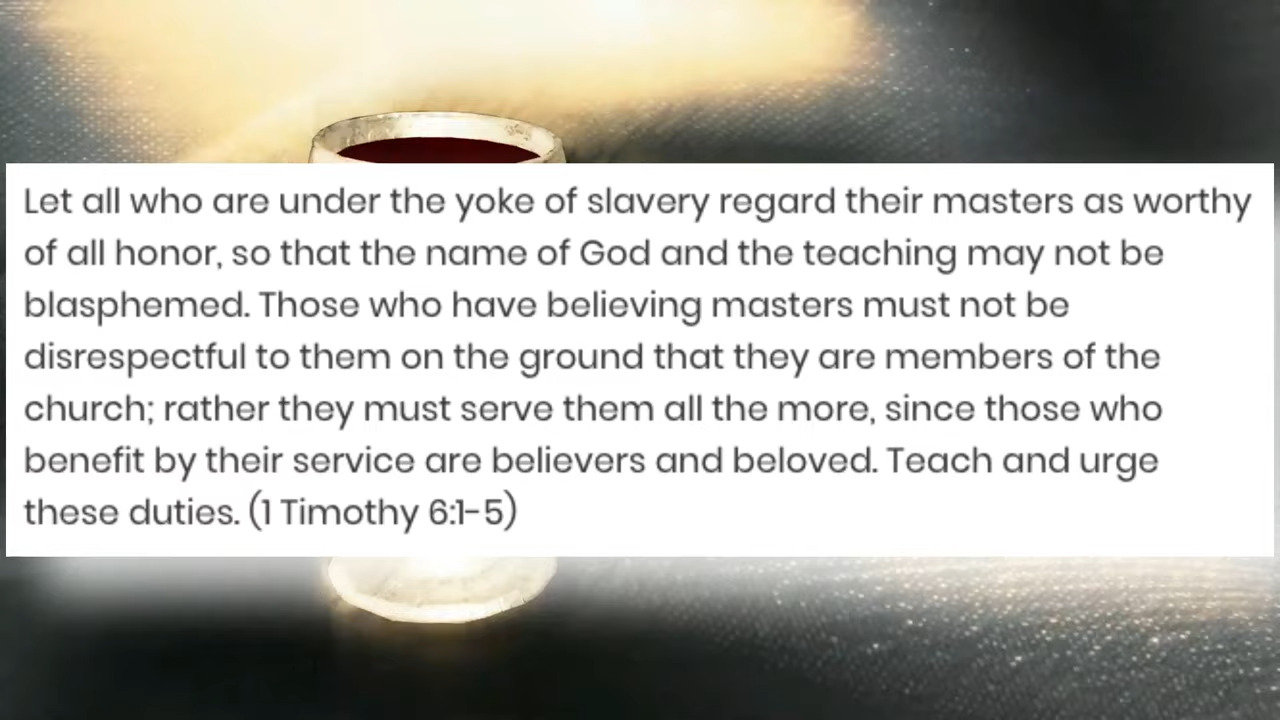 Let all who are under the yoke of slavery regard their masters as worthy
of all honor, so that the name of God and the teaching may not be
blasphemed. Those who have believing masters must not be
disrespectful to them on the ground that they are members of the
church; rather they must serve them all the more, since those who
benefit by their service are believers and beloved. Teach and urge
these duties. (1 Timothy 6:1-5)